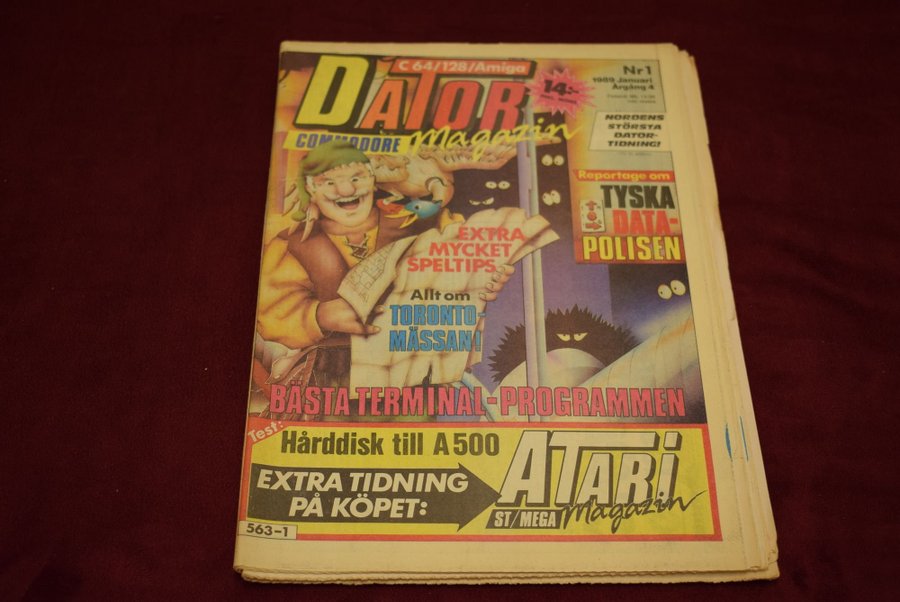 C 64/128/Amiga
DATOR
COMMODORE Magazin
14:-
Nr 1
1989 Januari
Årgång 4
NORDENS
STÖRSTA
DATOR-
TIDNING!
Reportage om
TYSKA
DATA-
POLISEN
EXTRA
MYCKET
SPELTIPS
Allt om
TORONTO-
MÄSSAN!
BÄSTA TERMINAL-PROGRAMMEN
Test:
Hårddisk till A 500
EXTRA TIDNING
PÅ KÖPET:
ATARI
ST/MEGA Magazin
563-1